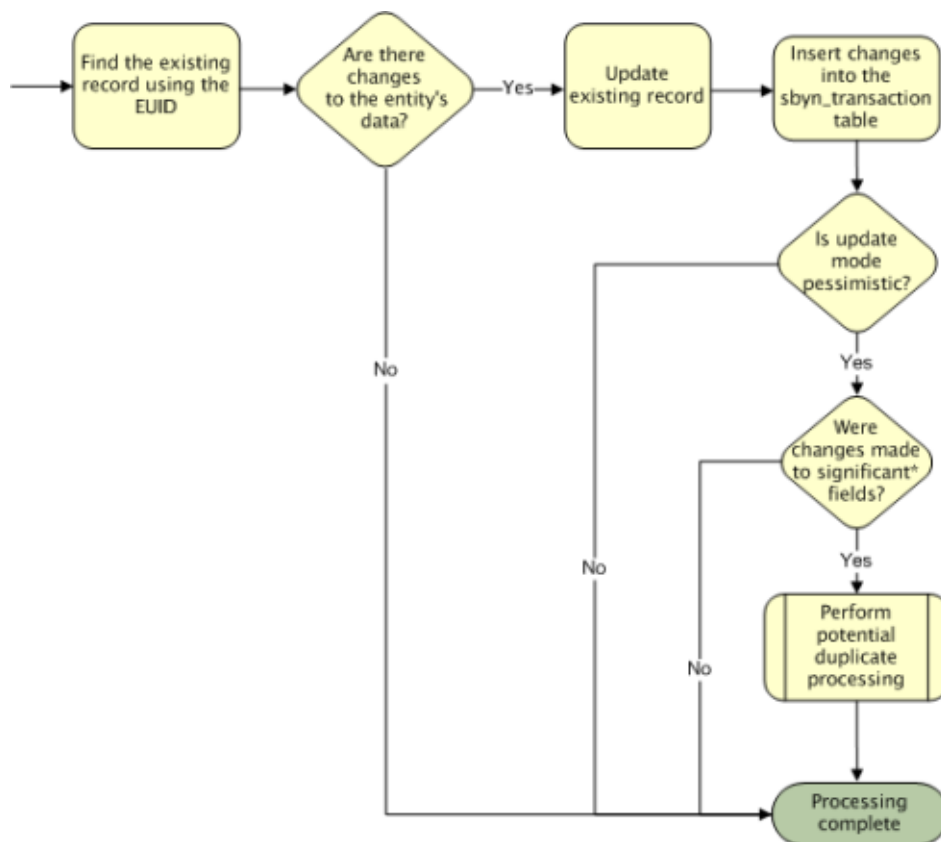 Find the existing
record using the
EUID
Are there
changes
to the entity's
data?
Yes
Update
existing record
Insert changes
into the
sbyn_transaction
table
Is update
mode
pessimistic?
No
Yes
Were
changes made
to significant*
fields?
No
Yes
Perform
potential
duplicate
processing
No
Processing
complete